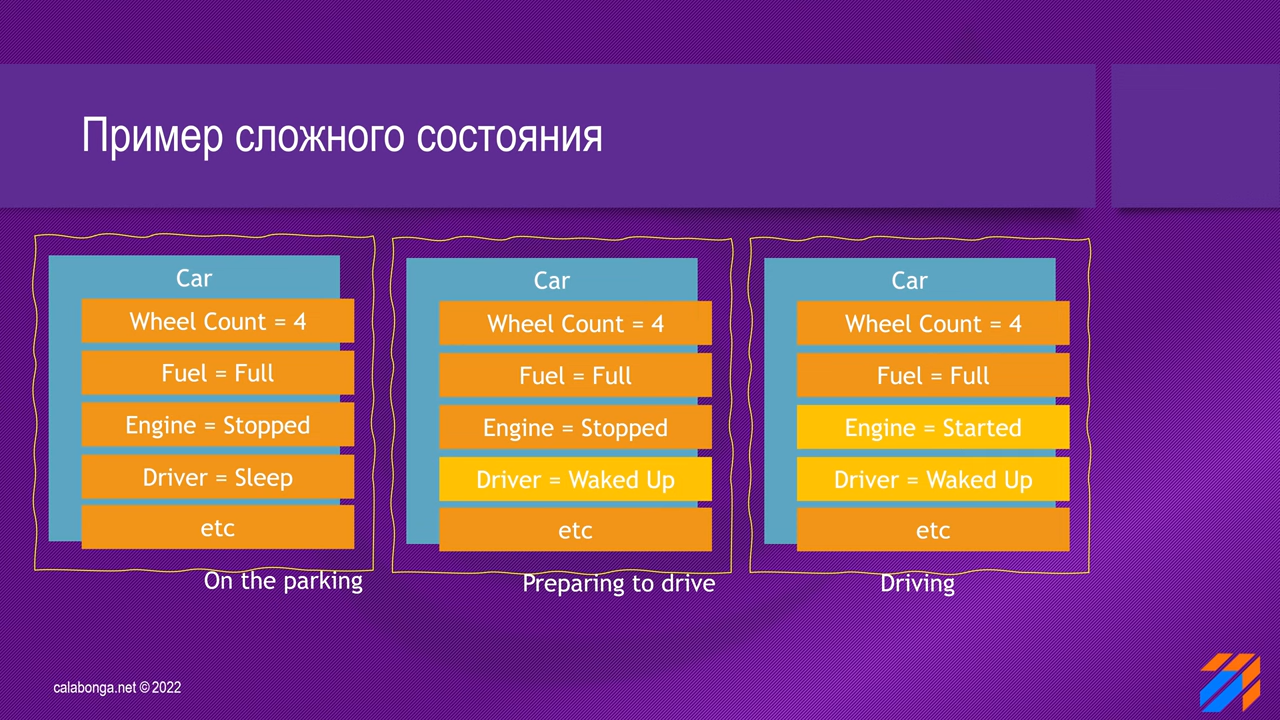 Пример сложного состояния
Car
Wheel Count = 4
Fuel = Full
Engine = Stopped
Driver = Sleep
etc
On the parking
Car
Wheel Count = 4
Fuel = Full
Engine = Stopped
Driver = Waked Up
etc
Preparing to drive
Car
Wheel Count = 4
Fuel = Full
Engine = Started
Driver = Waked Up
etc
Driving
calabonga.net © 2022